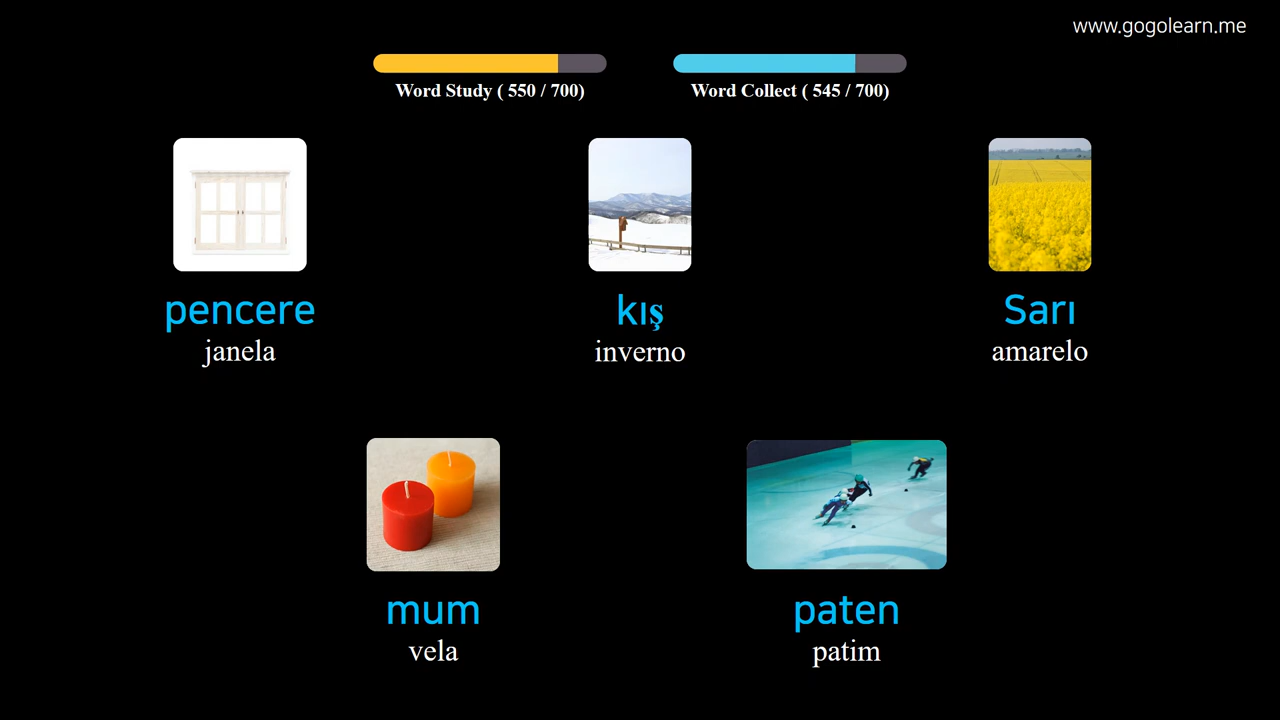 www.gogolearn.me
Word Study ( 550 / 700)
Word Collect ( 545 / 700)
pencere
janela
kış
inverno
Sarı
amarelo
mum
vela
paten
patim